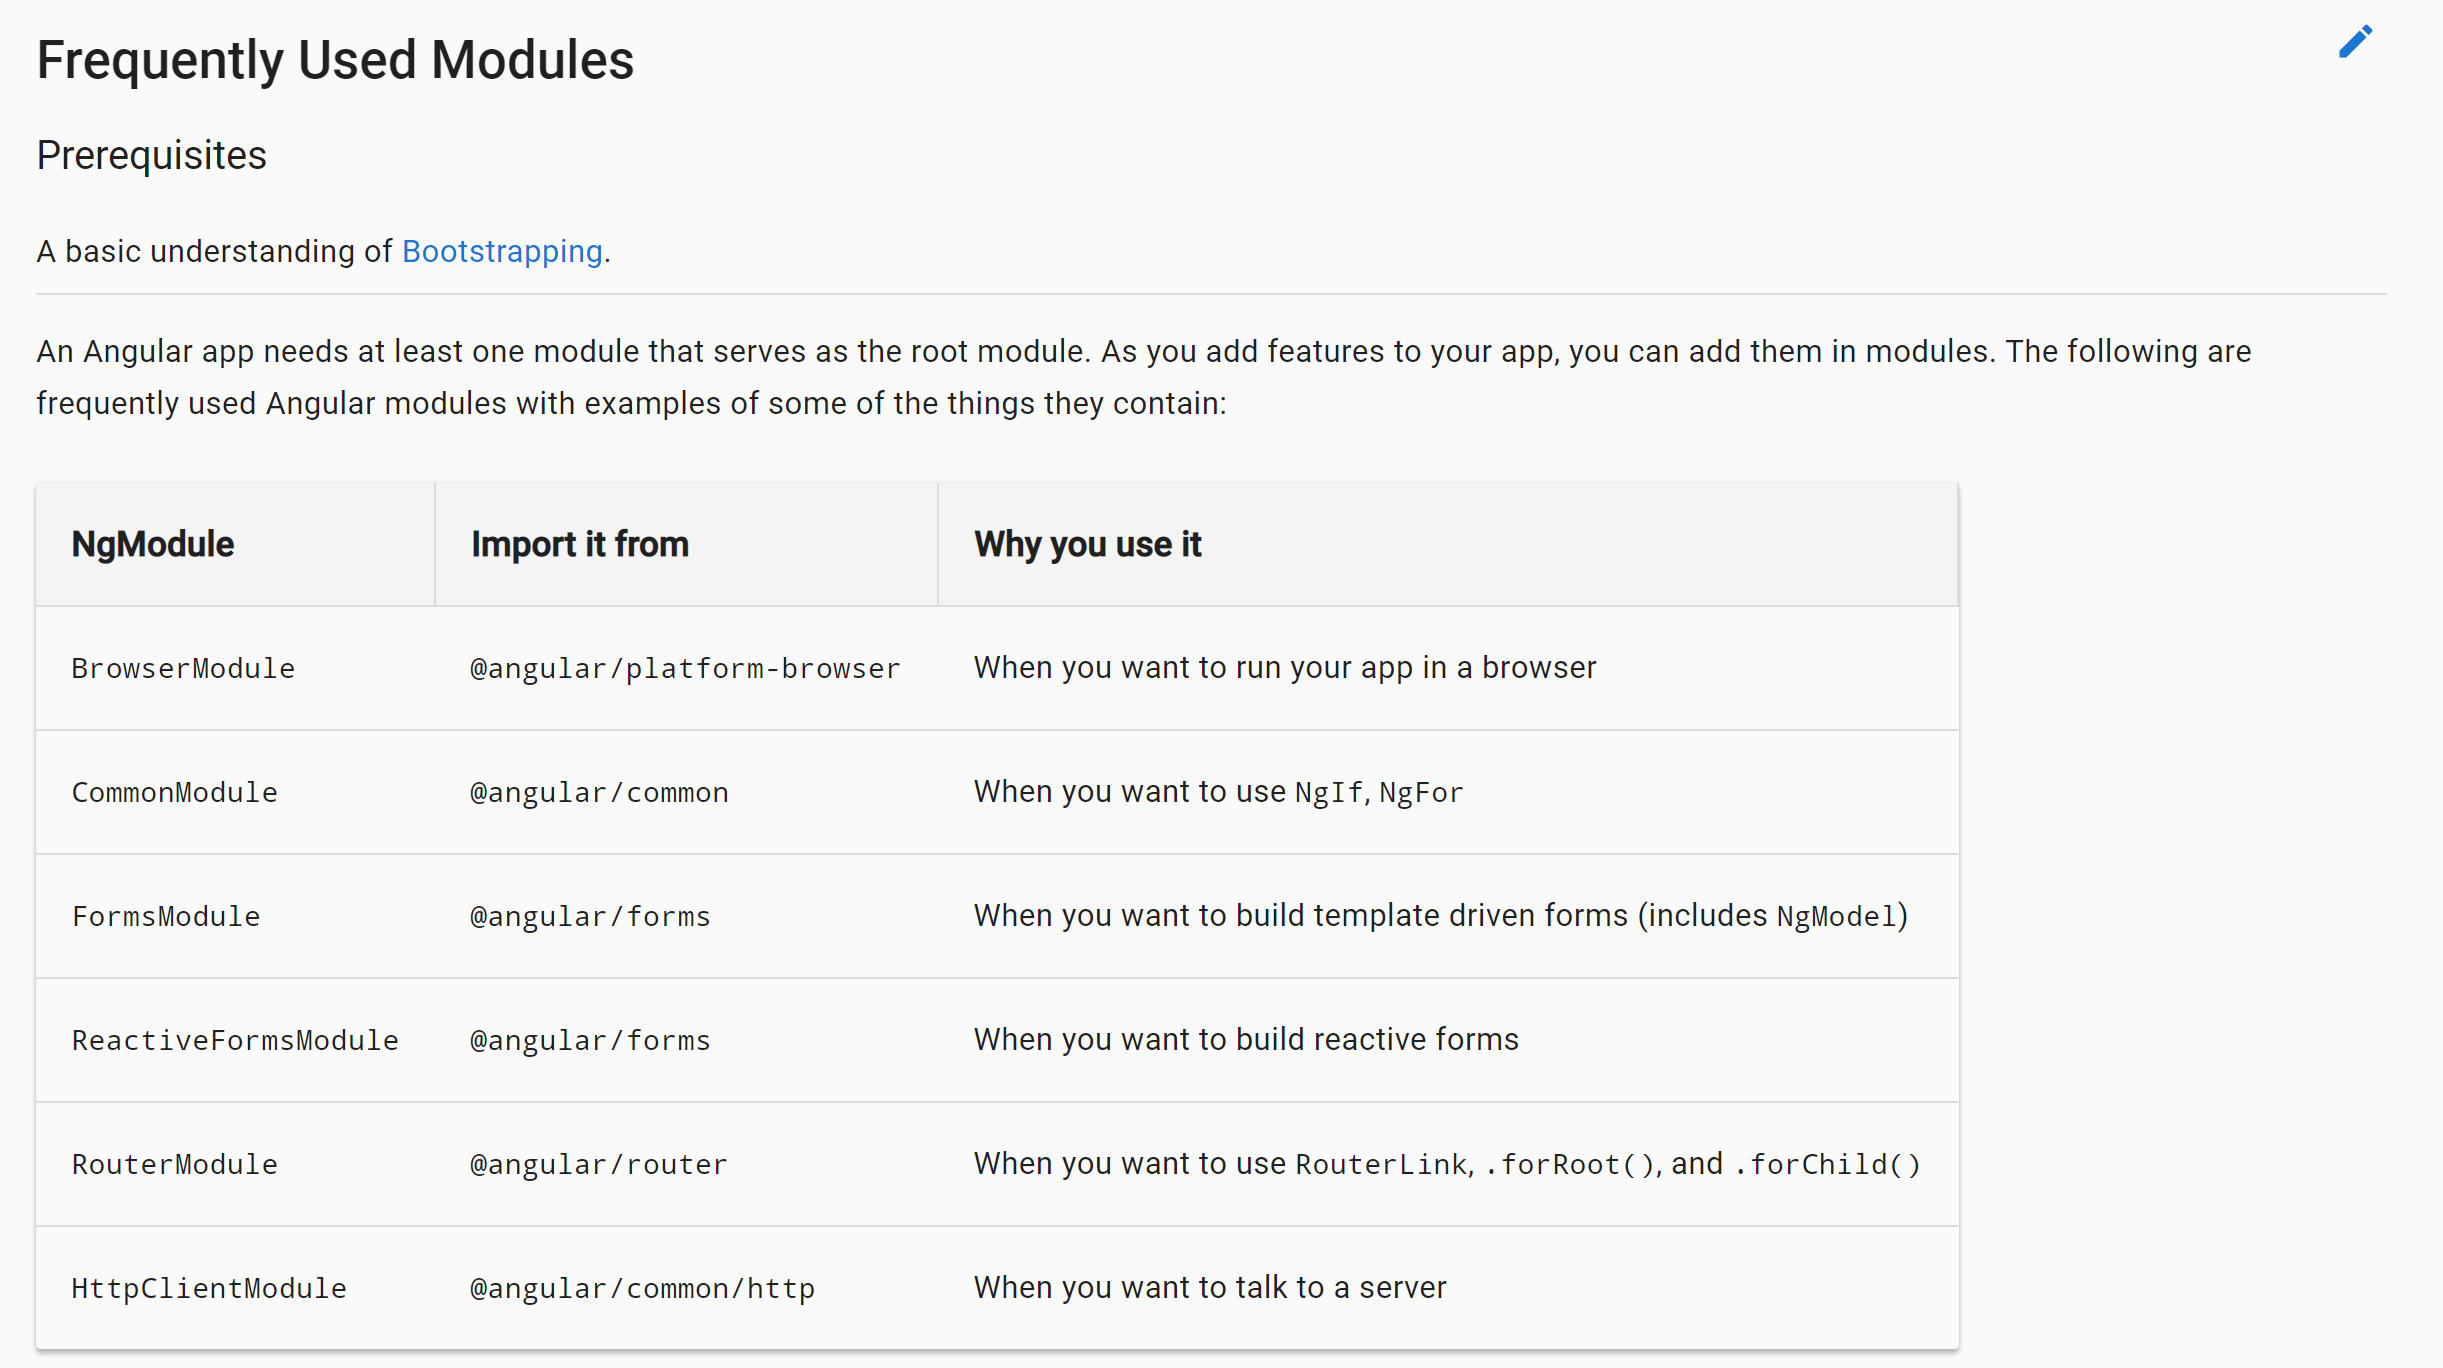 Frequently Used Modules
Prerequisites
A basic understanding of Bootstrapping.
An Angular app needs at least one module that serves as the root module. As you add features to your app, you can add them in modules. The following are
frequently used Angular modules with examples of some of the things they contain:
NgModule Import it from Why you use it
BrowserModule @angular/platform-browser When you want to run your app in a browser
CommonModule @angular/common When you want to use NgIf, NgFor
FormsModule @angular/forms When you want to build template driven forms (includes NgModel)
ReactiveFormsModule @angular/forms When you want to build reactive forms
RouterModule @angular/router When you want to use RouterLink, .forRoot(), and .forChild()
HttpClientModule @angular/common/http When you want to talk to a server